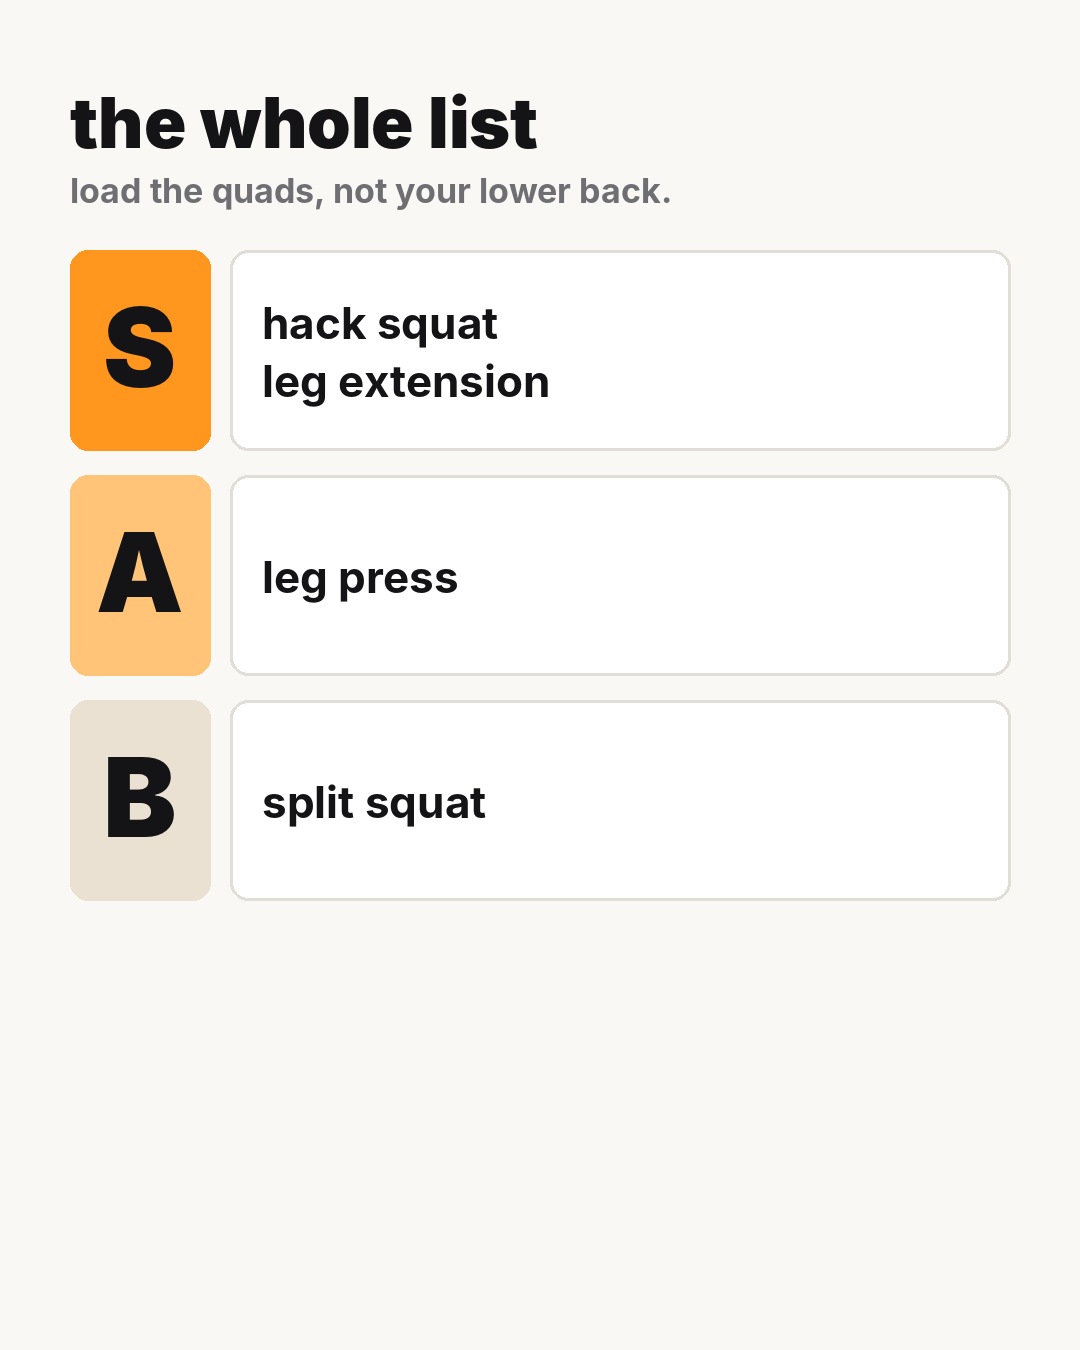 the whole list
load the quads, not your lower back.
S
hack squat
leg extension
A
leg press
B
split squat